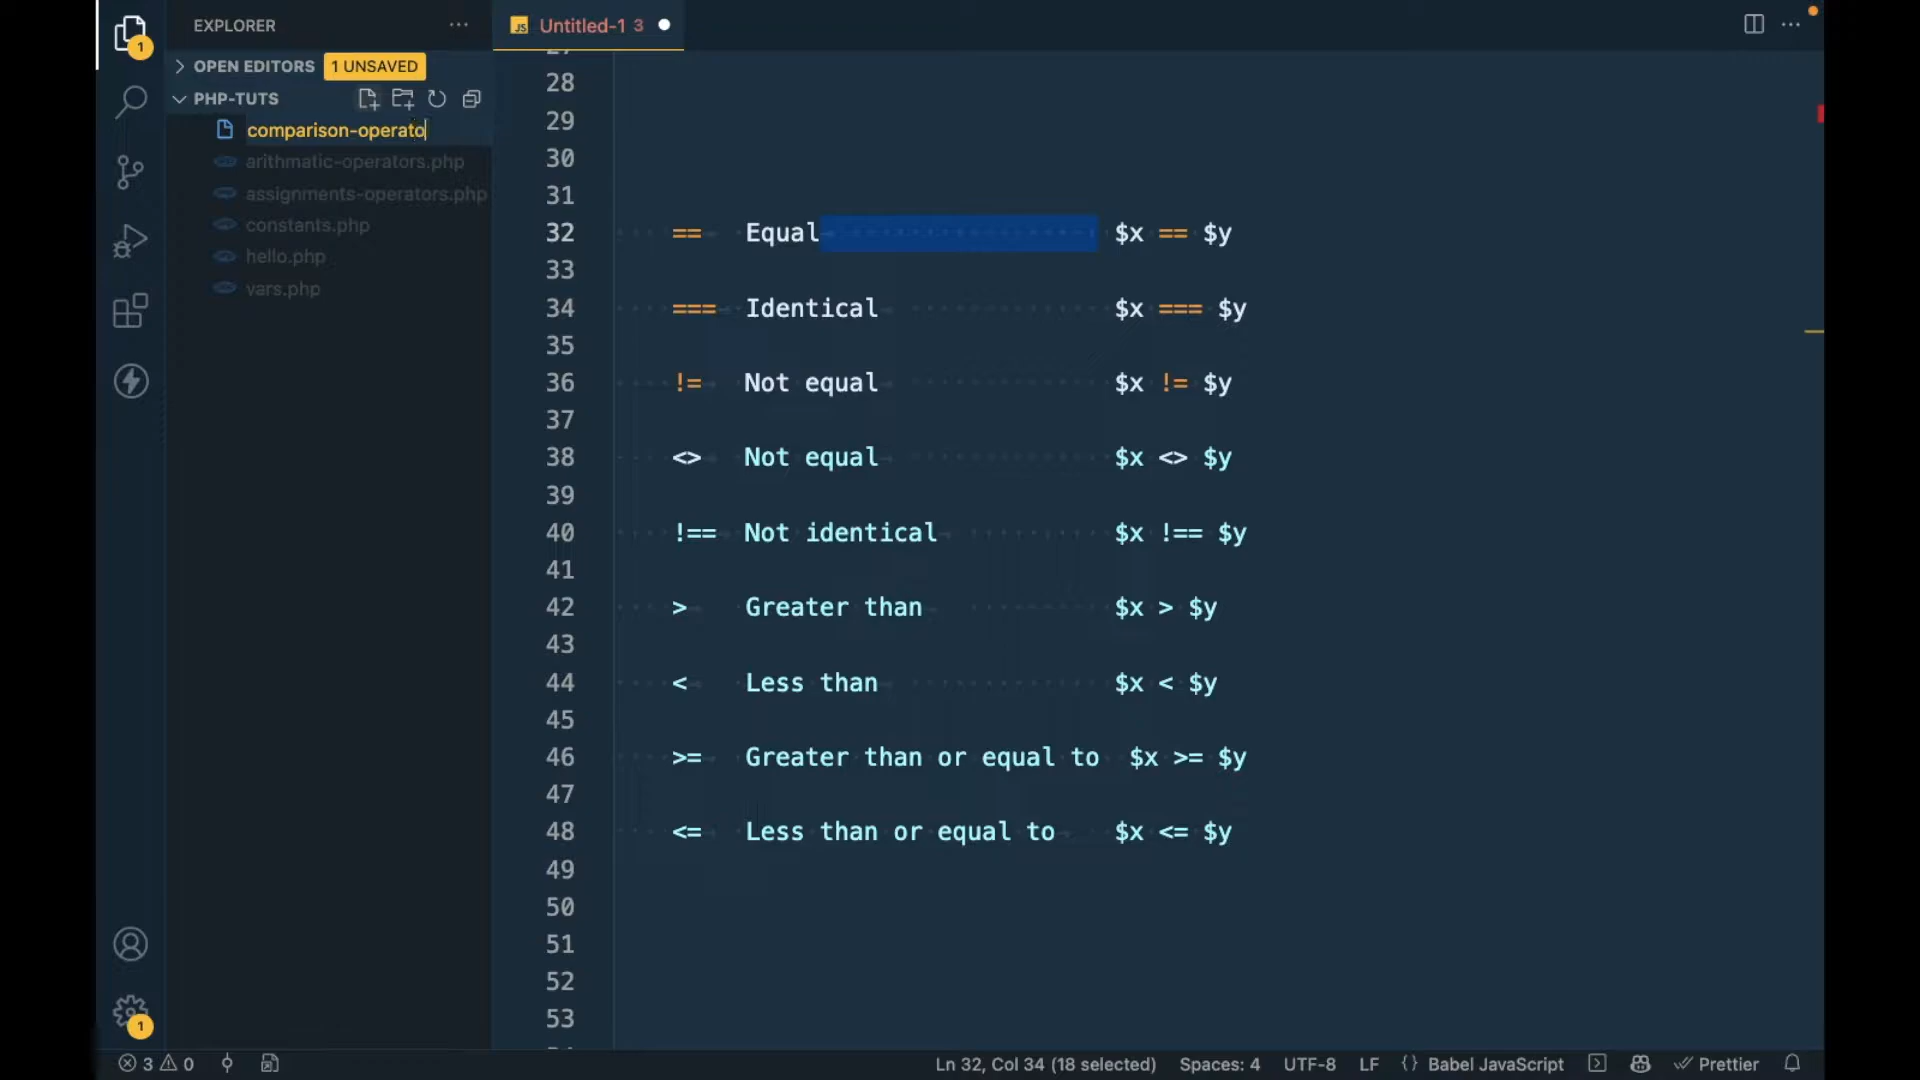 EXPLORER
OPEN EDITORS 1 UNSAVED
PHP-TUTS
comparison-operato
arithmatic-operators.php
assignments-operators.php
constants.php
hello.php
vars.php
1
1
JS Untitled-1 3
28
29
30
31
32 == Equal $x == $y
33
34 === Identical $x === $y
35
36 != Not equal $x != $y
37
38 <> Not equal $x <> $y
39
40 !== Not identical $x !== $y
41
42 > Greater than $x > $y
43
44 < Less than $x < $y
45
46 >= Greater than or equal to $x >= $y
47
48 <= Less than or equal to $x <= $y
49
50
51
52
53
3 0 Ln 32, Col 34 (18 selected) Spaces: 4 UTF-8 LF {} Babel JavaScript Prettier